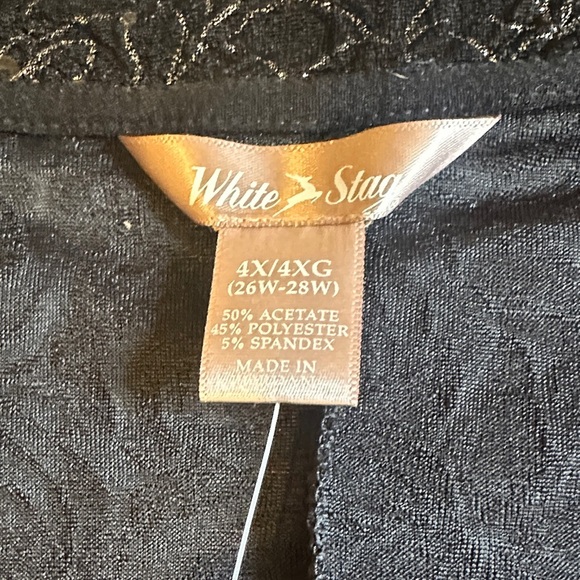 White Stag
4X/4XG
(26W-28W)
50% ACETATE
45% POLYESTER
5% SPANDEX
MADE IN